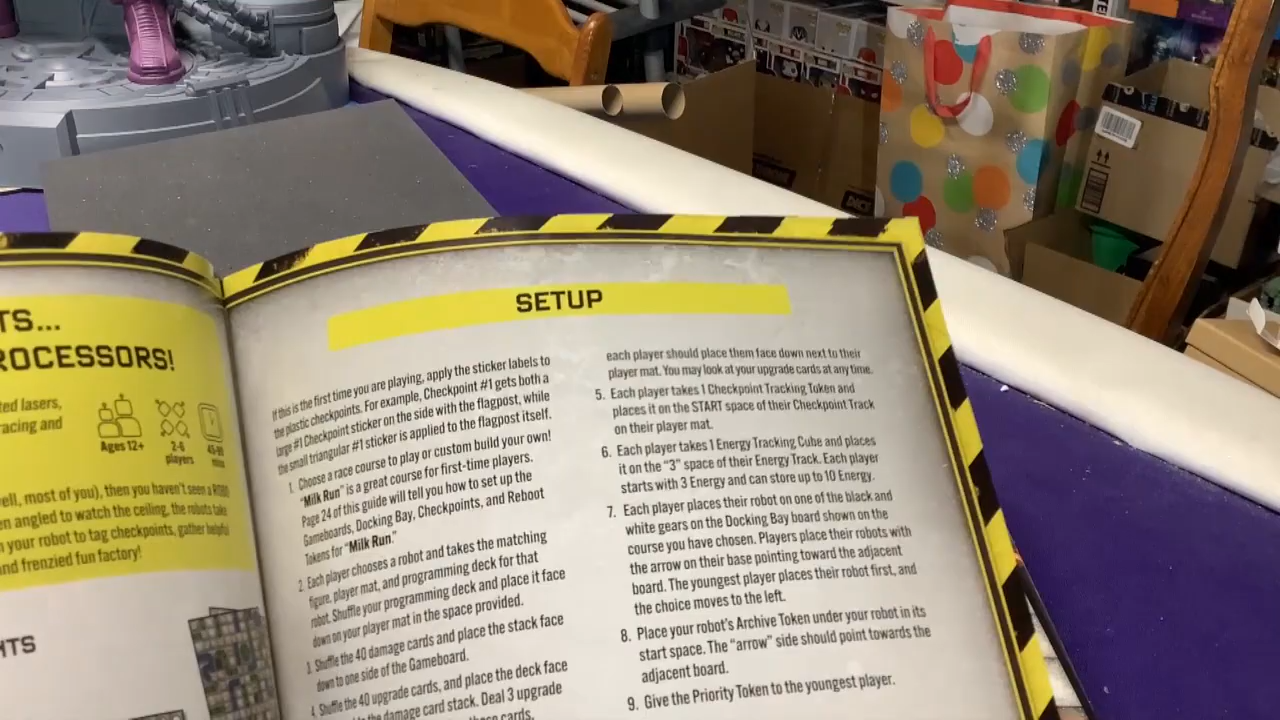 TS...
ROCESSORS!
ted lasers,
racing and
Ages 12+
2-6
players
vell, most of you), then you haven't seen a
en angled to watch the ceiling, the robots take
your robot to tag checkpoints, gather helpful
nd frenzied fun factory!
NTS
SETUP
If this is the first time you are playing, apply the sticker labels to
the plastic checkpoints. For example, Checkpoint #1 gets both a
large #1 Checkpoint sticker on the side with the flagpost, while
the small triangular #1 sticker is applied to the flagpost itself.
1. Choose a race course to play or custom build your own!
"Milk Run" is a great course for first-time players.
Page 24 of this guide will tell you how to set up the
Gameboards, Docking Bay, Checkpoints, and Reboot
Tokens for "Milk Run."
2. Each player chooses a robot and takes the matching
figure, player mat, and programming deck for that
robot. Shuffle your programming deck and place it face
down on your player mat in the space provided.
3. Shuffle the 40 damage cards and place the stack face
down to one side of the Gameboard.
4. Shuffle the 40 upgrade cards, and place the deck face
the damage card stack. Deal 3 upgrade
these cards,
each player should place them face down next to their
player mat. You may look at your upgrade cards at any time.
5. Each player takes 1 Checkpoint Tracking Token and
places it on the START space of their Checkpoint Track
on their player mat.
6. Each player takes 1 Energy Tracking Cube and places
it on the "3" space of their Energy Track. Each player
starts with 3 Energy and can store up to 10 Energy.
7. Each player places their robot on one of the black and
white gears on the Docking Bay board shown on the
course you have chosen. Players place their robots with
the arrow on their base pointing toward the adjacent
board. The youngest player places their robot first, and
the choice moves to the left.
8. Place your robot's Archive Token under your robot in its
start space. The "arrow" side should point towards the
adjacent board.
9. Give the Priority Token to the youngest player.